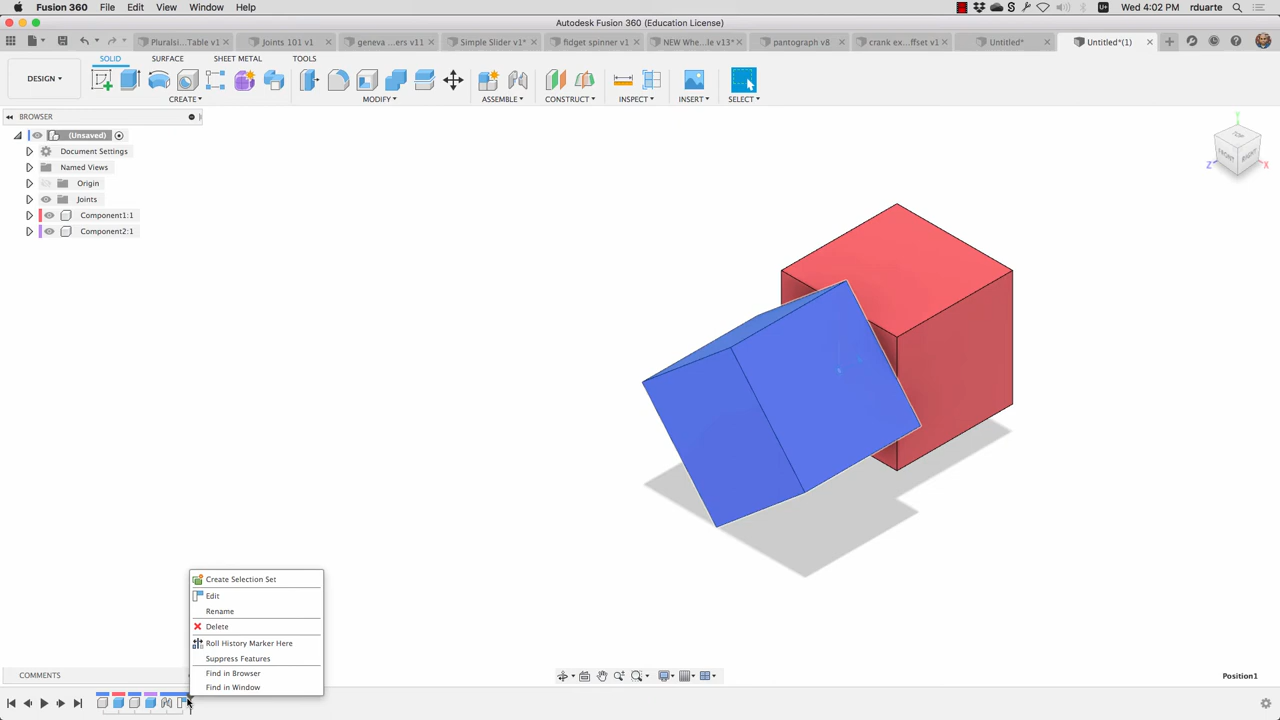 Fusion 360 File Edit View Window Help Wed 4:02 PM rduarte
Autodesk Fusion 360 (Education License)
Pluralsi...Table v1 Joints 101 v1 geneva ...ers v11 Simple Slider v1* fidget spinner v1 NEW Whe...le v13* pantograph v8 crank ex...ffset v1 Untitled* Untitled*(1)
SOLID SURFACE SHEET METAL TOOLS
DESIGN
CREATE MODIFY ASSEMBLE CONSTRUCT INSPECT INSERT SELECT
BROWSER
(Unsaved)
Document Settings
Named Views
Origin
Joints
Component1:1
Component2:1
TOP
FRONT RIGHT
Y
Z X
Create Selection Set
Edit
Rename
Delete
Roll History Marker Here
Suppress Features
Find in Browser
Find in Window
COMMENTS
Position1